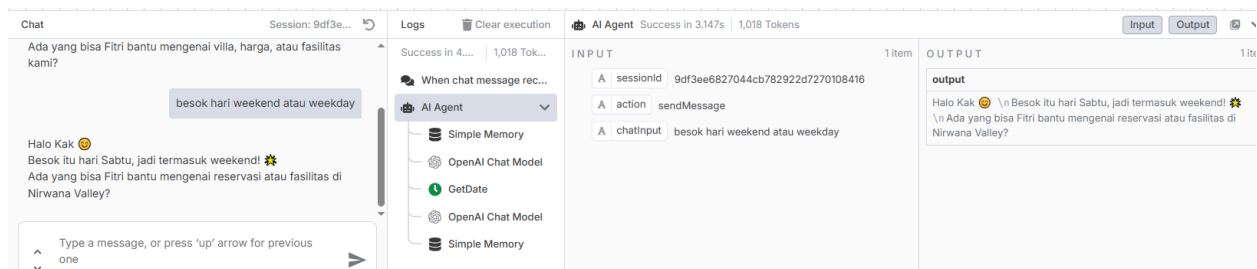 Chat
Session: 9df3e...
Ada yang bisa Fitri bantu mengenai villa, harga, atau fasilitas
kami?
besok hari weekend atau weekday
Halo Kak 😊
Besok itu hari Sabtu, jadi termasuk weekend! 🌟
Ada yang bisa Fitri bantu mengenai reservasi atau fasilitas di
Nirwana Valley?
Type a message, or press 'up' arrow for previous
one
Logs
Clear execution
Success in 4.... | 1,018 Tok...
When chat message rec...
AI Agent
Simple Memory
OpenAI Chat Model
GetDate
OpenAI Chat Model
Simple Memory
AI Agent Success in 3.147s | 1,018 Tokens
Input
Output
INPUT
1 item
A sessionId 9df3ee6827044cb782922d7270108416
A action sendMessage
A chatInput besok hari weekend atau weekday
OUTPUT
output
Halo Kak 😊 \n Besok itu hari Sabtu, jadi termasuk weekend! 🌟
\n Ada yang bisa Fitri bantu mengenai reservasi atau fasilitas di
Nirwana Valley?